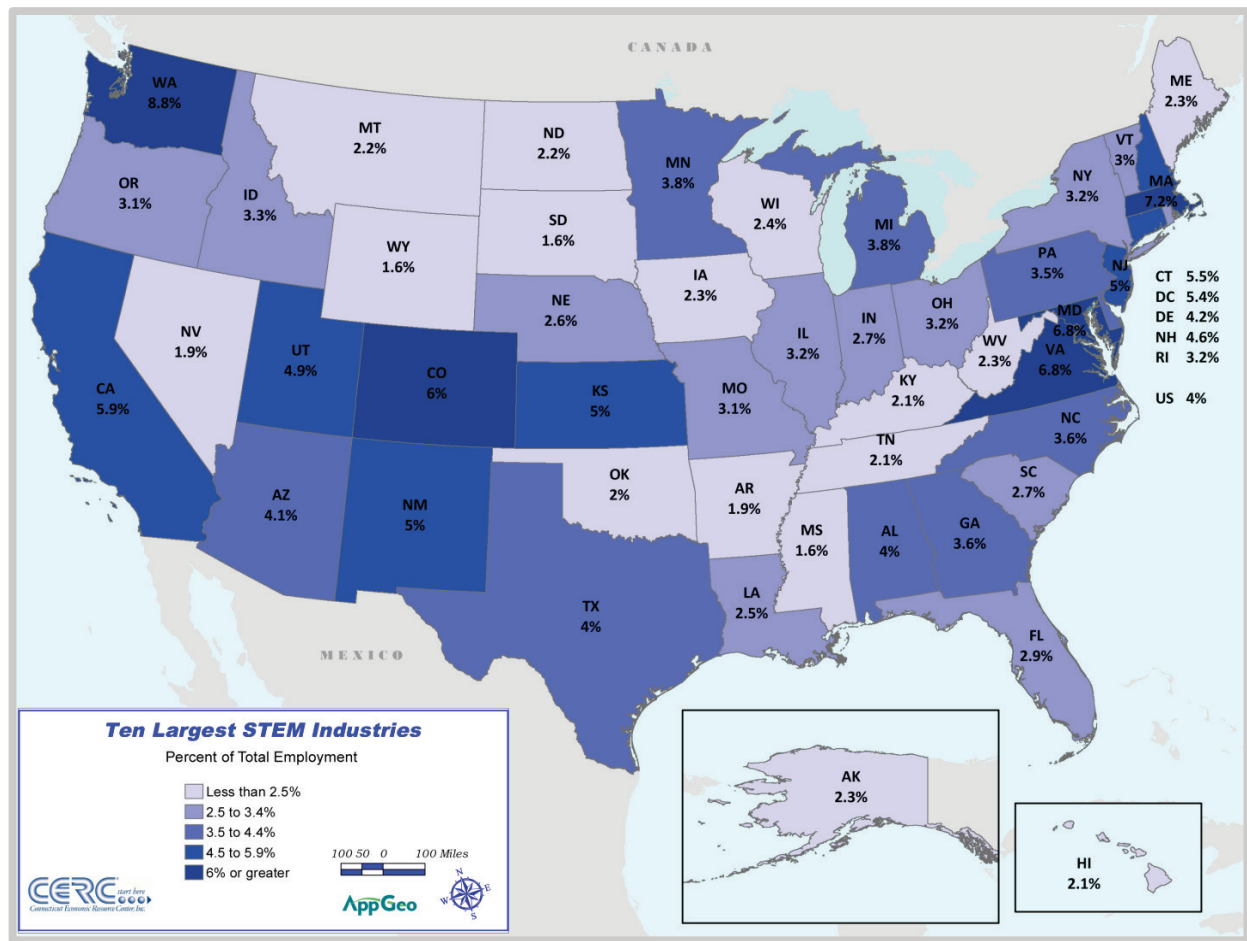 CANADA
WA
8.8%
MT
2.2%
ND
2.2%
MN
3.8%
ME
2.3%
VT
3%
OR
3.1%
ID
3.3%
SD
1.6%
WI
2.4%
MI
3.8%
NY
3.2%
MA
7.2%
WY
1.6%
IA
2.3%
PA
3.5%
NJ
5%
NE
2.6%
IL
3.2%
IN
2.7%
OH
3.2%
MD
6.8%
CT 5.5%
DC 5.4%
DE 4.2%
NH 4.6%
RI 3.2%
US 4%
NV
1.9%
UT
4.9%
CO
6%
KS
5%
MO
3.1%
WV
2.3%
VA
6.8%
CA
5.9%
KY
2.1%
NC
3.6%
TN
2.1%
AZ
4.1%
NM
5%
OK
2%
AR
1.9%
SC
2.7%
MS
1.6%
AL
4%
GA
3.6%
TX
4%
LA
2.5%
FL
2.9%
MEXICO
Ten Largest STEM Industries
Percent of Total Employment
Less than 2.5%
2.5 to 3.4%
3.5 to 4.4%
4.5 to 5.9%
6% or greater
100 50 0 100 Miles
CERC start here
Connecticut Economic Resource Center, Inc.
AppGeo
N
E
W
S
AK
2.3%
HI
2.1%